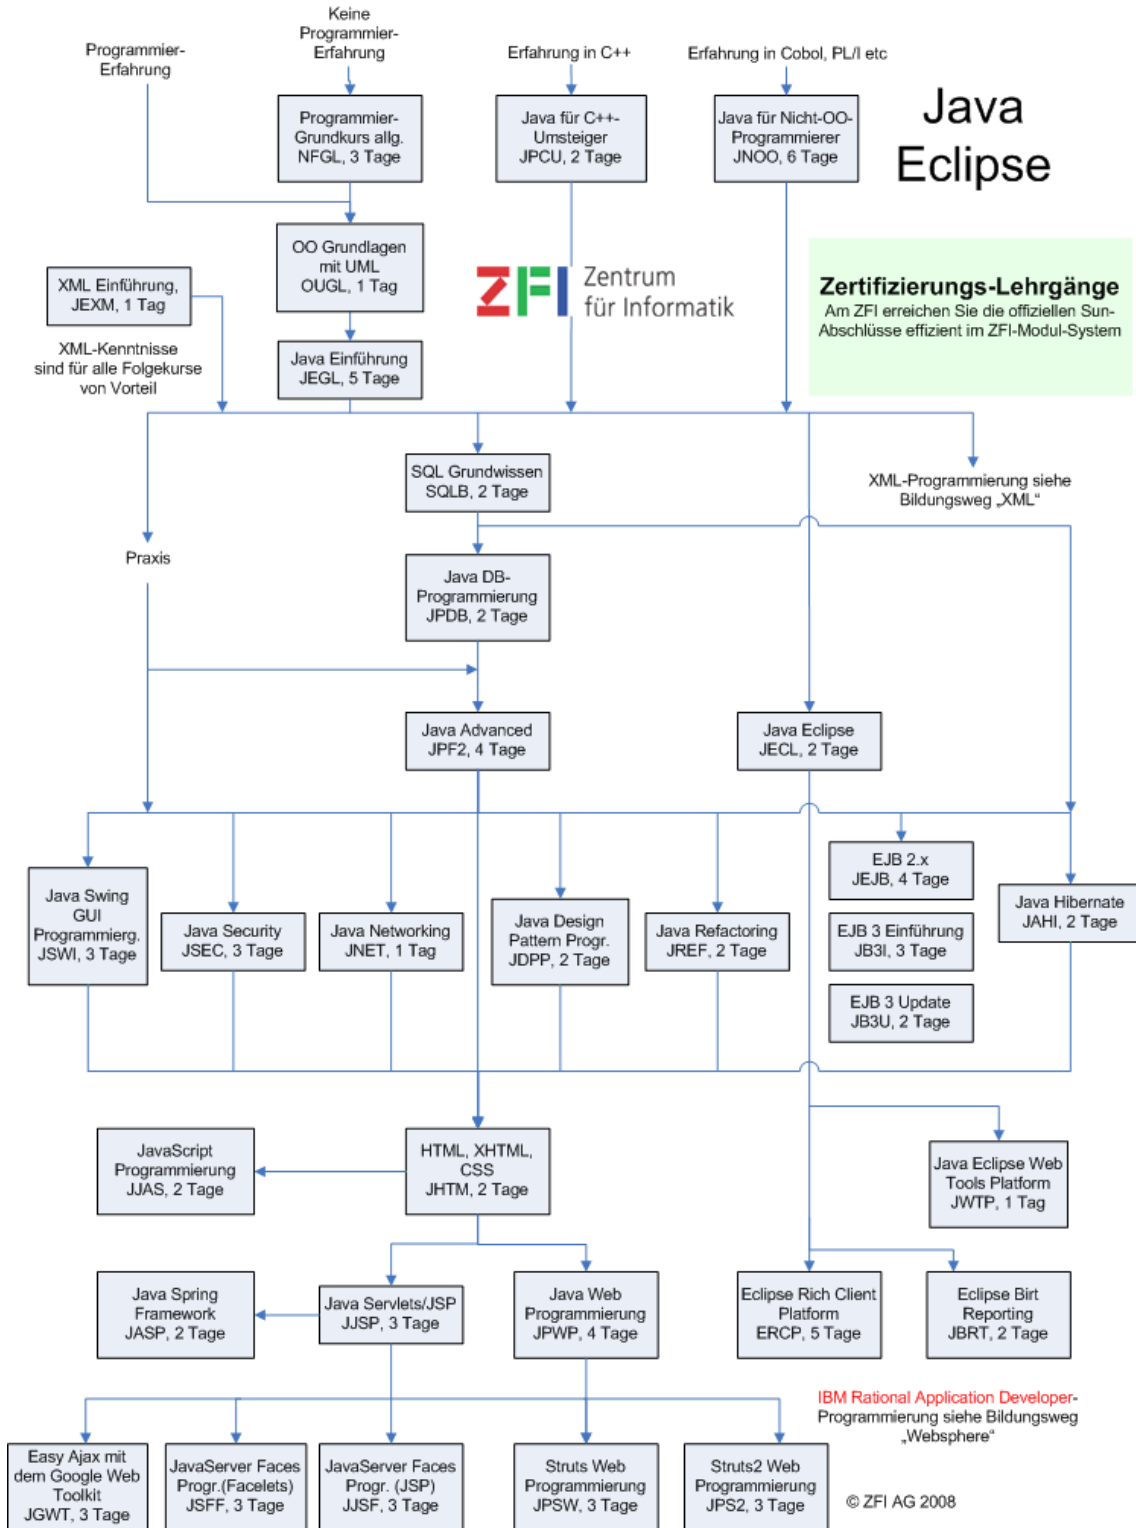 Programmier-
Erfahrung
Keine
Programmier-
Erfahrung
Erfahrung in C++
Erfahrung in Cobol, PL/I etc
Java
Eclipse
Programmier-
Grundkurs allg.
NFGL, 3 Tage
Java für C++-
Umsteiger
JPCU, 2 Tage
Java für Nicht-OO-
Programmierer
JNOO, 6 Tage
OO Grundlagen
mit UML
OUGL, 1 Tag
XML Einführung,
JEXM, 1 Tag
ZFI Zentrum
für Informatik
Zertifizierungs-Lehrgänge
Am ZFI erreichen Sie die offiziellen Sun-
Abschlüsse effizient im ZFI-Modul-System
XML-Kenntnisse
sind für alle Folgekurse
von Vorteil
Java Einführung
JEGL, 5 Tage
SQL Grundwissen
SQLB, 2 Tage
XML-Programmierung siehe
Bildungsweg „XML“
Praxis
Java DB-
Programmierung
JPDB, 2 Tage
Java Advanced
JPF2, 4 Tage
Java Eclipse
JECL, 2 Tage
Java Swing
GUI
Programmierg.
JSWI, 3 Tage
Java Security
JSEC, 3 Tage
Java Networking
JNET, 1 Tag
Java Design
Pattern Progr.
JDPP, 2 Tage
Java Refactoring
JREF, 2 Tage
EJB 2.x
JEJB, 4 Tage
EJB 3 Einführung
JB3I, 3 Tage
EJB 3 Update
JB3U, 2 Tage
Java Hibernate
JAHI, 2 Tage
JavaScript
Programmierung
JJAS, 2 Tage
HTML, XHTML,
CSS
JHTM, 2 Tage
Java Eclipse Web
Tools Platform
JWTP, 1 Tag
Java Spring
Framework
JASP, 2 Tage
Java Servlets/JSP
JJSP, 3 Tage
Java Web
Programmierung
JPWP, 4 Tage
Eclipse Rich Client
Platform
ERCP, 5 Tage
Eclipse Birt
Reporting
JBRT, 2 Tage
IBM Rational Application Developer-
Programmierung siehe Bildungsweg
„Websphere“
Easy Ajax mit
dem Google Web
Toolkit
JGWT, 3 Tage
JavaServer Faces
Progr.(Facelets)
JSFF, 3 Tage
JavaServer Faces
Progr. (JSP)
JJSF, 3 Tage
Struts Web
Programmierung
JPSW, 3 Tage
Struts2 Web
Programmierung
JPS2, 3 Tage
© ZFI AG 2008